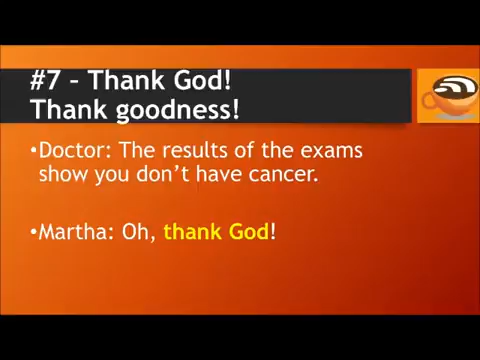 #7 – Thank God!
Thank goodness!
•Doctor: The results of the exams
show you don't have cancer.
•Martha: Oh, thank God!